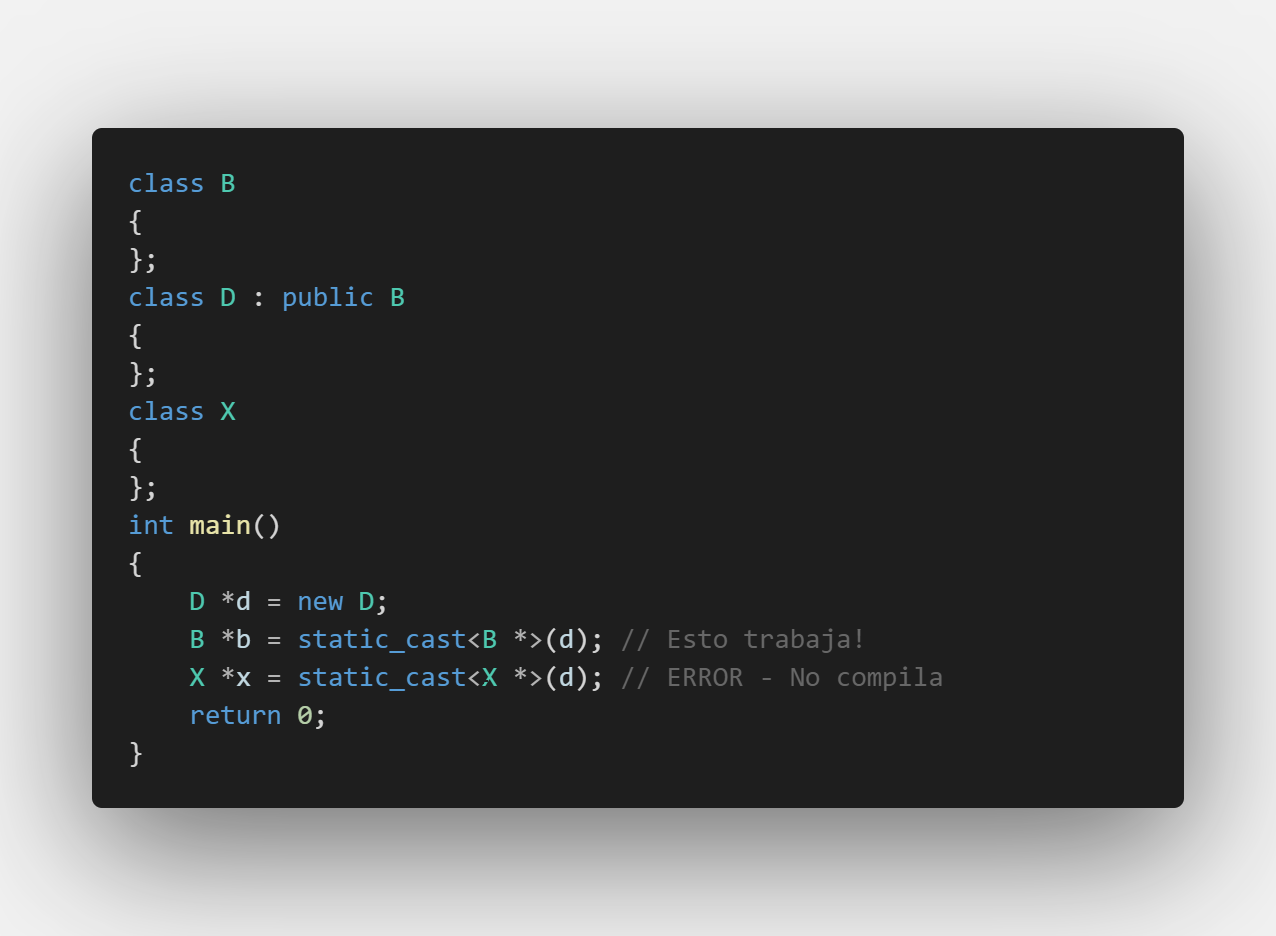 class B
{
};
class D : public B
{
};
class X
{
};
int main()
{
    D *d = new D;
    B *b = static_cast<B *>(d); // Esto trabaja!
    X *x = static_cast<X *>(d); // ERROR - No compila
    return 0;
}